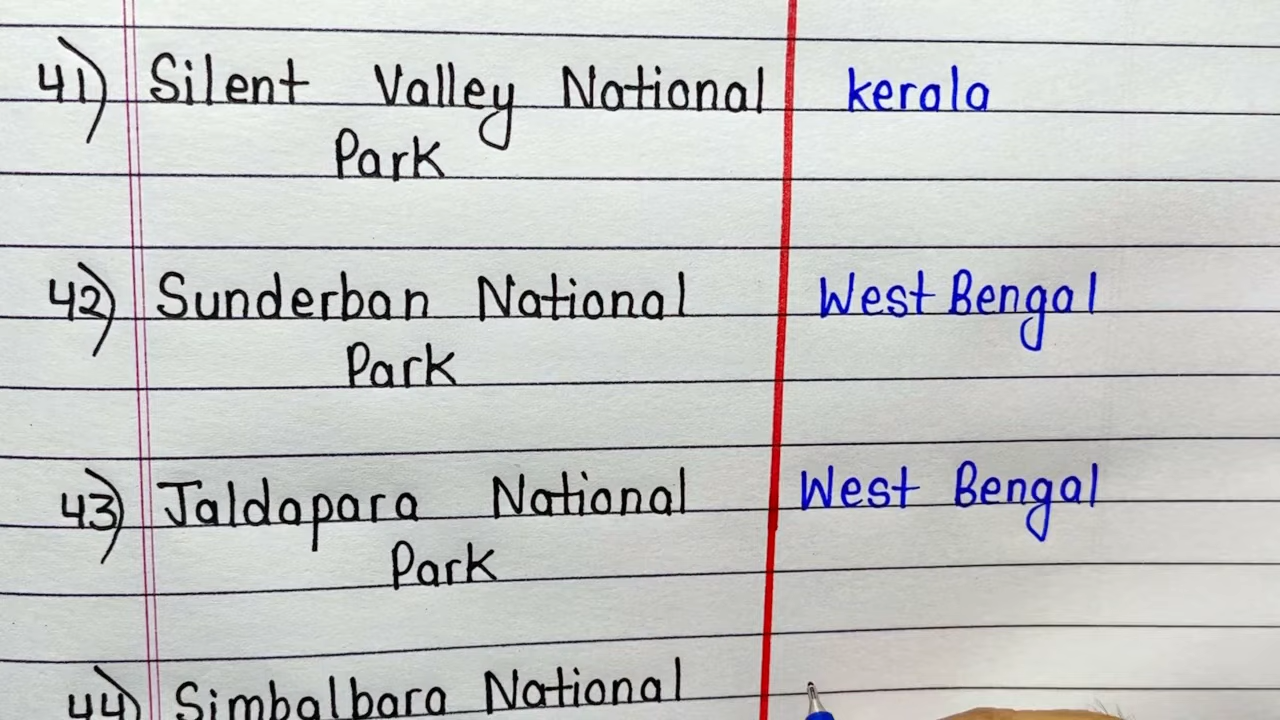 41) Silent Valley National kerala
Park
42) Sunderban National West Bengal
Park
43) Jaldapara National West Bengal
Park
44) Simbalbara National